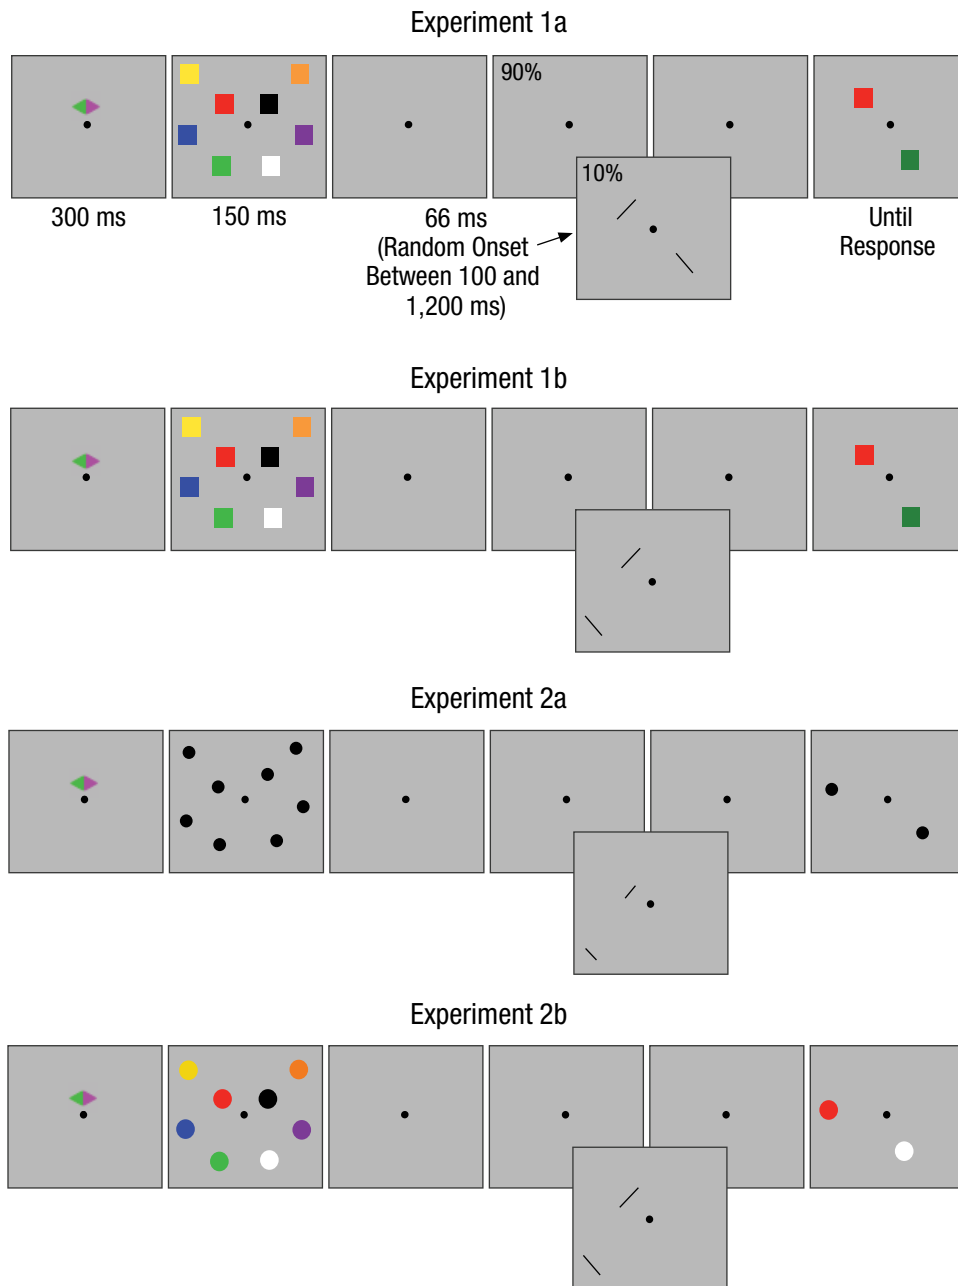 Experiment 1a
90%
10%
300 ms
150 ms
66 ms
(Random Onset
Between 100 and
1,200 ms)
Until
Response
Experiment 1b
Experiment 2a
Experiment 2b